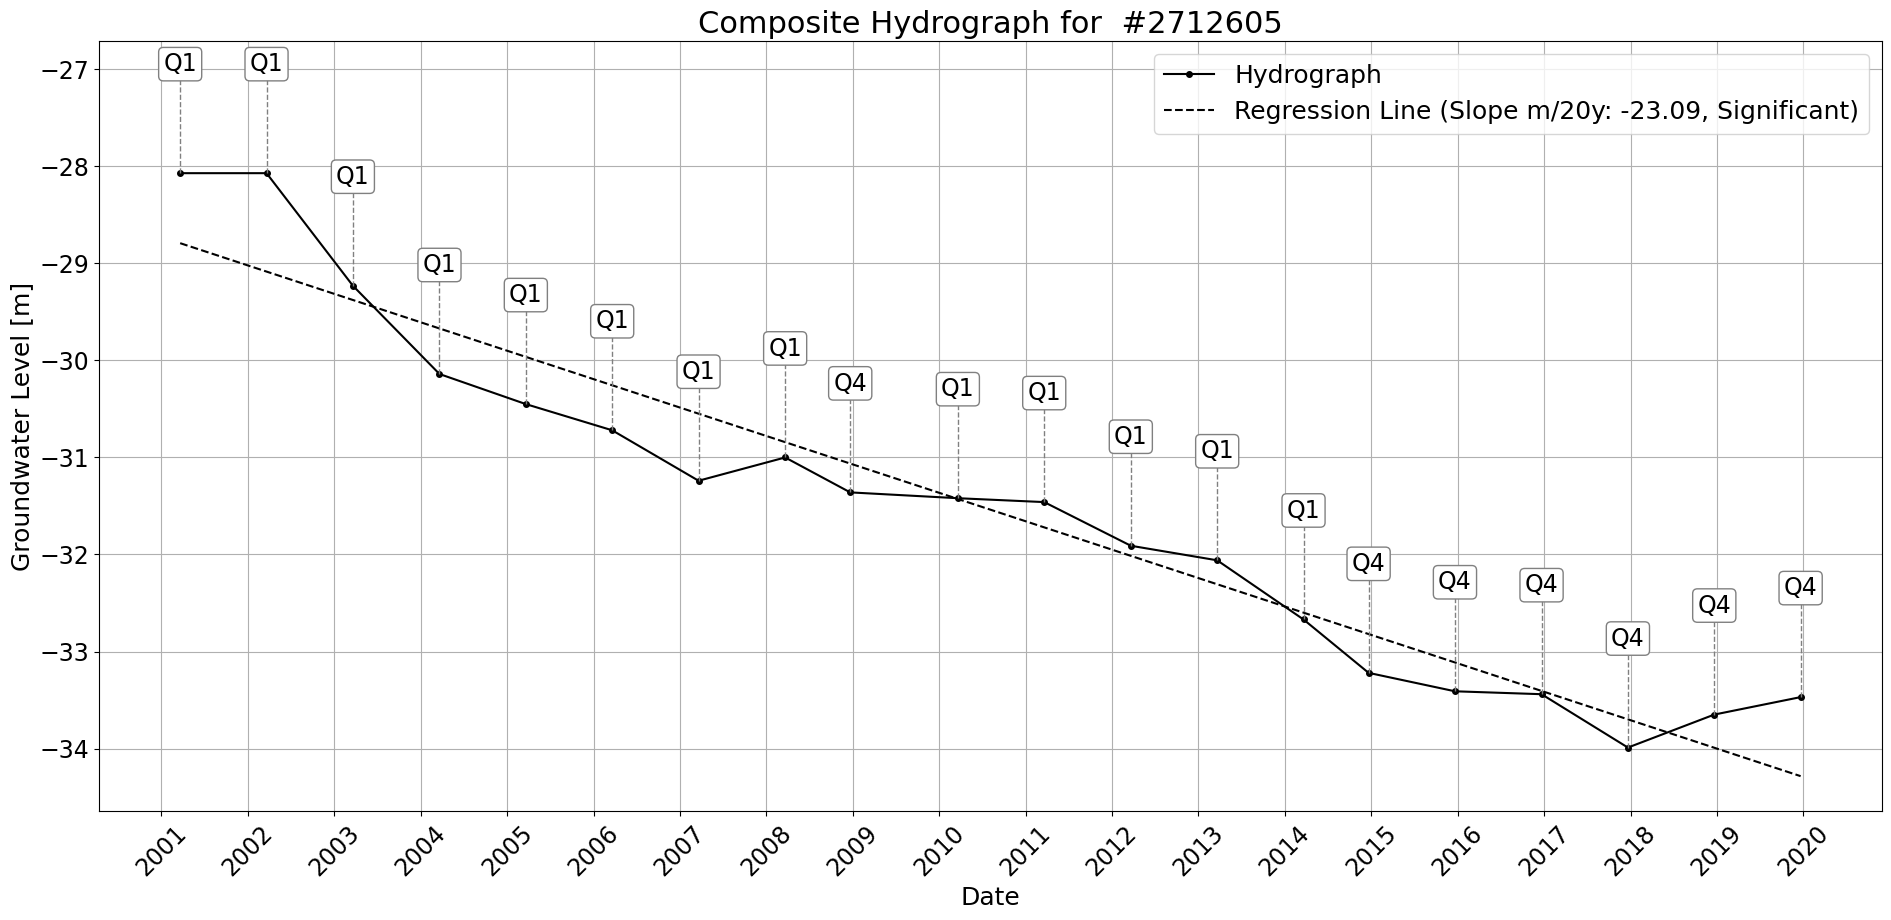 Composite Hydrograph for  #2712605
Hydrograph
Regression Line (Slope m/20y: -23.09, Significant)
Groundwater Level [m]
−27
−28
−29
−30
−31
−32
−33
−34
Q1
Q1
Q1
Q1
Q1
Q1
Q1
Q1
Q4
Q1
Q1
Q1
Q1
Q1
Q4
Q4
Q4
Q4
Q4
Q4
2001
2002
2003
2004
2005
2006
2007
2008
2009
2010
2011
2012
2013
2014
2015
2016
2017
2018
2019
2020
Date